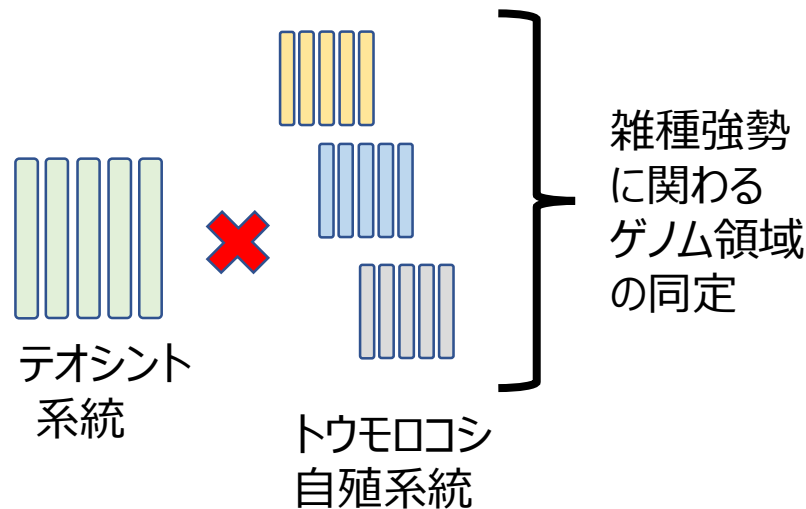 テオシント
系統
トウモロコシ
自殖系統
雑種強勢
に関わる
ゲノム領域
の同定